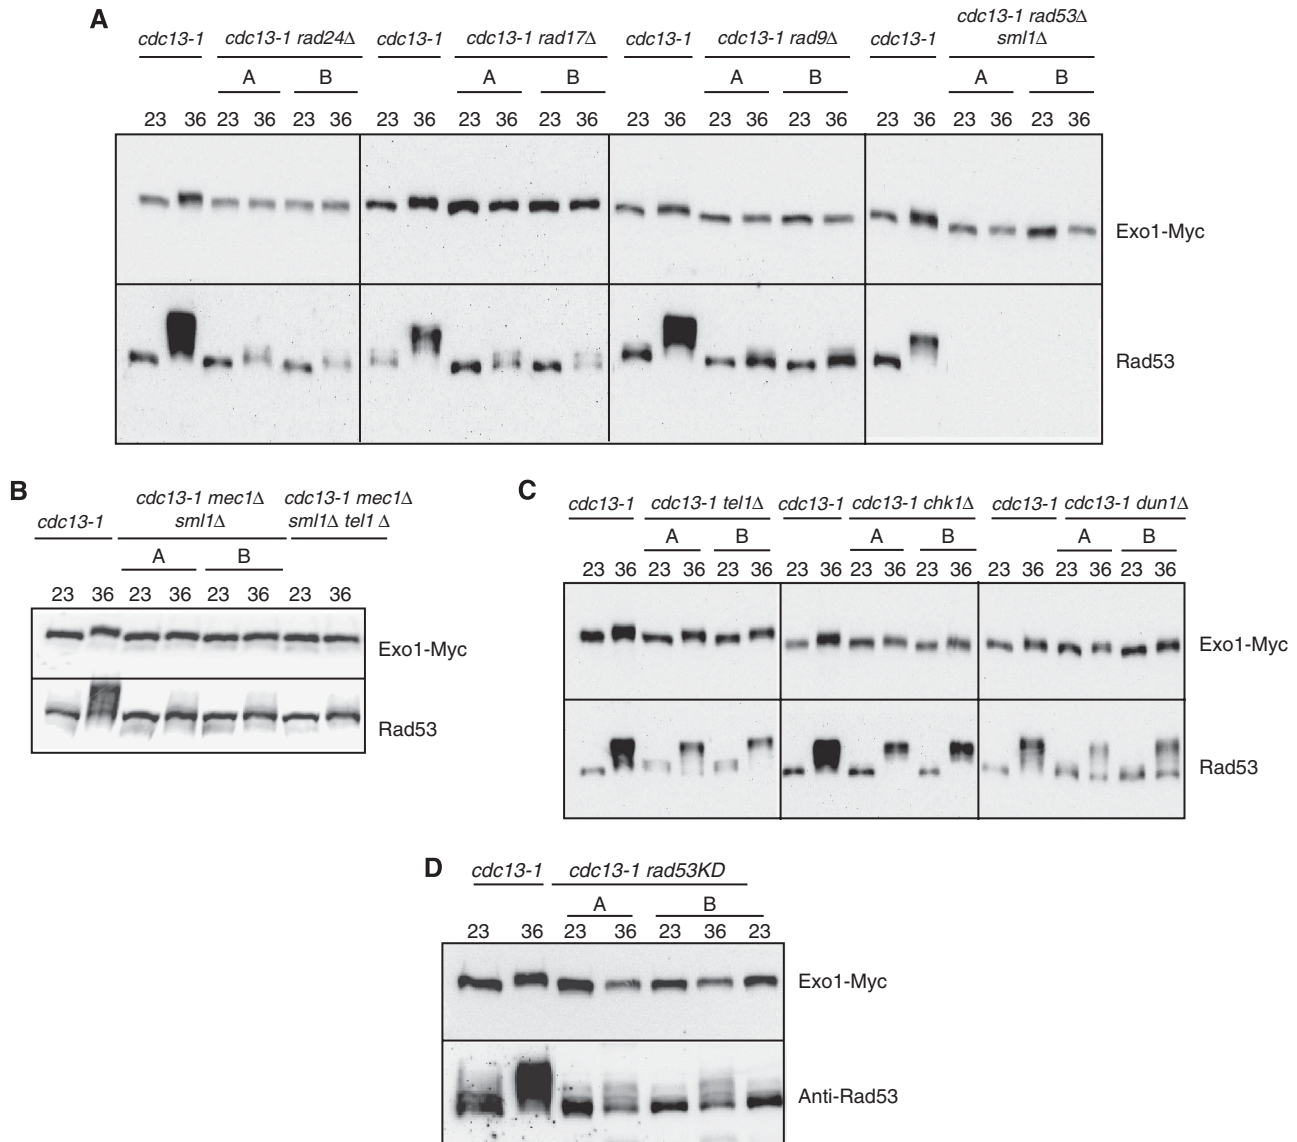 A
cdc13-1 rad53Δ
cdc13-1 cdc13-1 rad24Δ cdc13-1 cdc13-1 rad17Δ cdc13-1 cdc13-1 rad9Δ cdc13-1 sml1Δ
A B A B A B A B
23 36 23 36 23 36 23 36 23 36 23 36 23 36 23 36 23 36 23 36 23 36 23 36
Exo1-Myc
Rad53
B
cdc13-1 mec1Δ cdc13-1 mec1Δ
cdc13-1 sml1Δ sml1Δ tel1 Δ
A B
23 36 23 36 23 36 23 36
Exo1-Myc
Rad53
C
cdc13-1 cdc13-1 tel1Δ cdc13-1 cdc13-1 chk1Δ cdc13-1 cdc13-1 dun1Δ
A B A B A B
23 36 23 36 23 36 23 36 23 36 23 36 23 36 23 36 23 36
Exo1-Myc
Rad53
D
cdc13-1 cdc13-1 rad53KD
A B
23 36 23 36 23 36 23
Exo1-Myc
Anti-Rad53